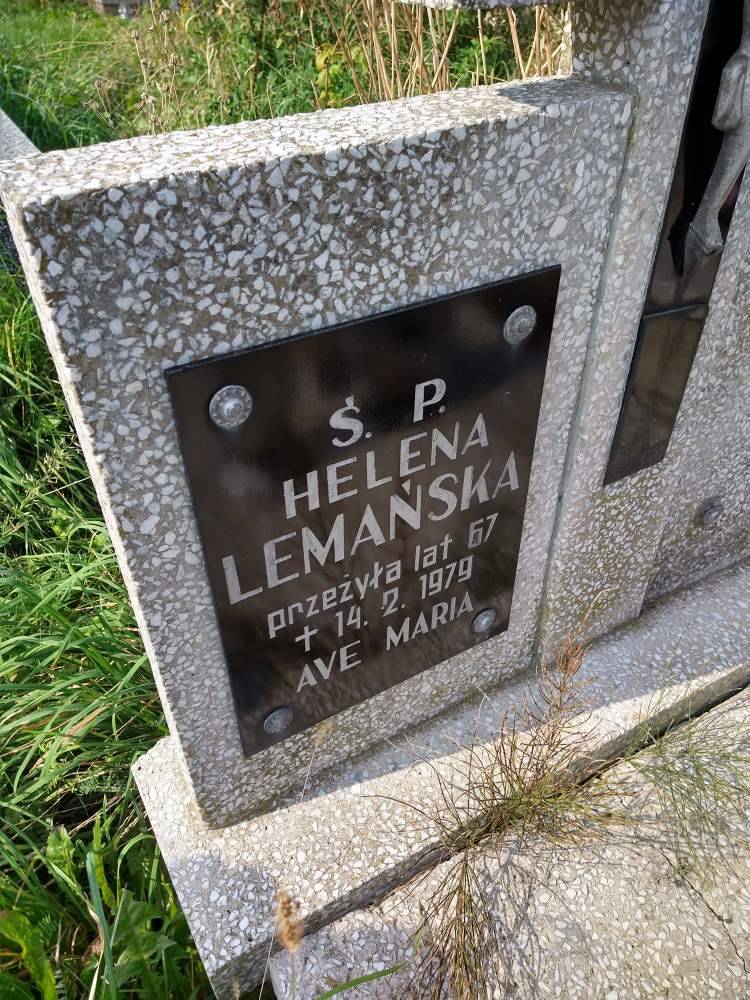 Ś. P.
HELENA
LEMAŃSKA
przeżyła lat 67
✝ 14. 2. 1979
AVE MARIA